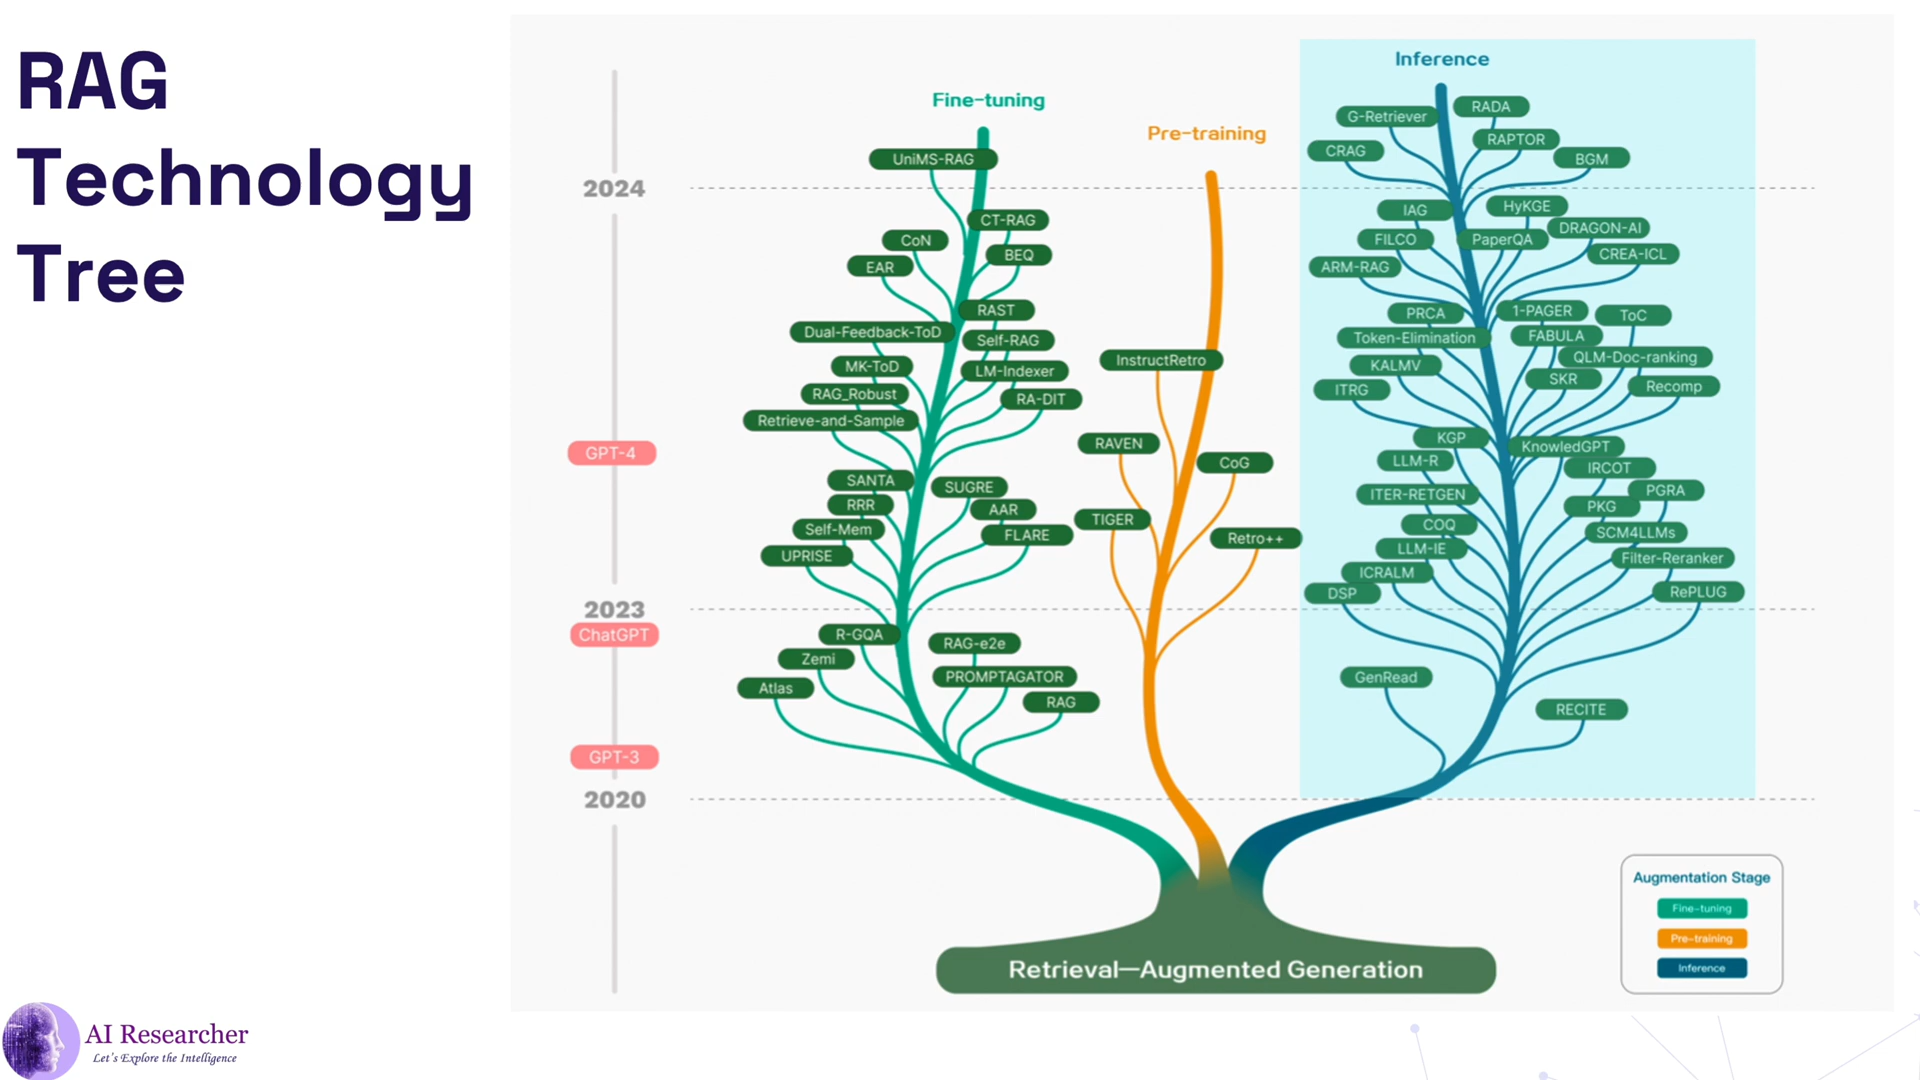 RAG
Technology
Tree
Fine-tuning
Pre-training
Inference
2024
GPT-4
2023
ChatGPT
GPT-3
2020
UniMS-RAG
CT-RAG
CoN
BEQ
EAR
RAST
Dual-Feedback-ToD
Self-RAG
MK-ToD
LM-Indexer
RAG_Robust
RA-DIT
Retrieve-and-Sample
SANTA
SUGRE
RRR
AAR
Self-Mem
FLARE
UPRISE
R-GQA
RAG-e2e
Zemi
PROMPTAGATOR
Atlas
RAG
InstructRetro
RAVEN
CoG
TIGER
Retro++
G-Retriever
RADA
CRAG
RAPTOR
BGM
IAG
HyKGE
FILCO
PaperQA
DRAGON-AI
ARM-RAG
CREA-ICL
PRCA
1-PAGER
ToC
Token-Elimination
FABULA
KALMV
QLM-Doc-ranking
ITRG
SKR
Recomp
KGP
KnowledGPT
LLM-R
IRCOT
ITER-RETGEN
PGRA
PKG
COQ
SCM4LLMs
LLM-IE
Filter-Reranker
ICRALM
DSP
RePLUG
GenRead
RECITE
Retrieval—Augmented Generation
Augmentation Stage
Fine-tuning
Pre-training
Inference
AI Researcher
Let's Explore the Intelligence